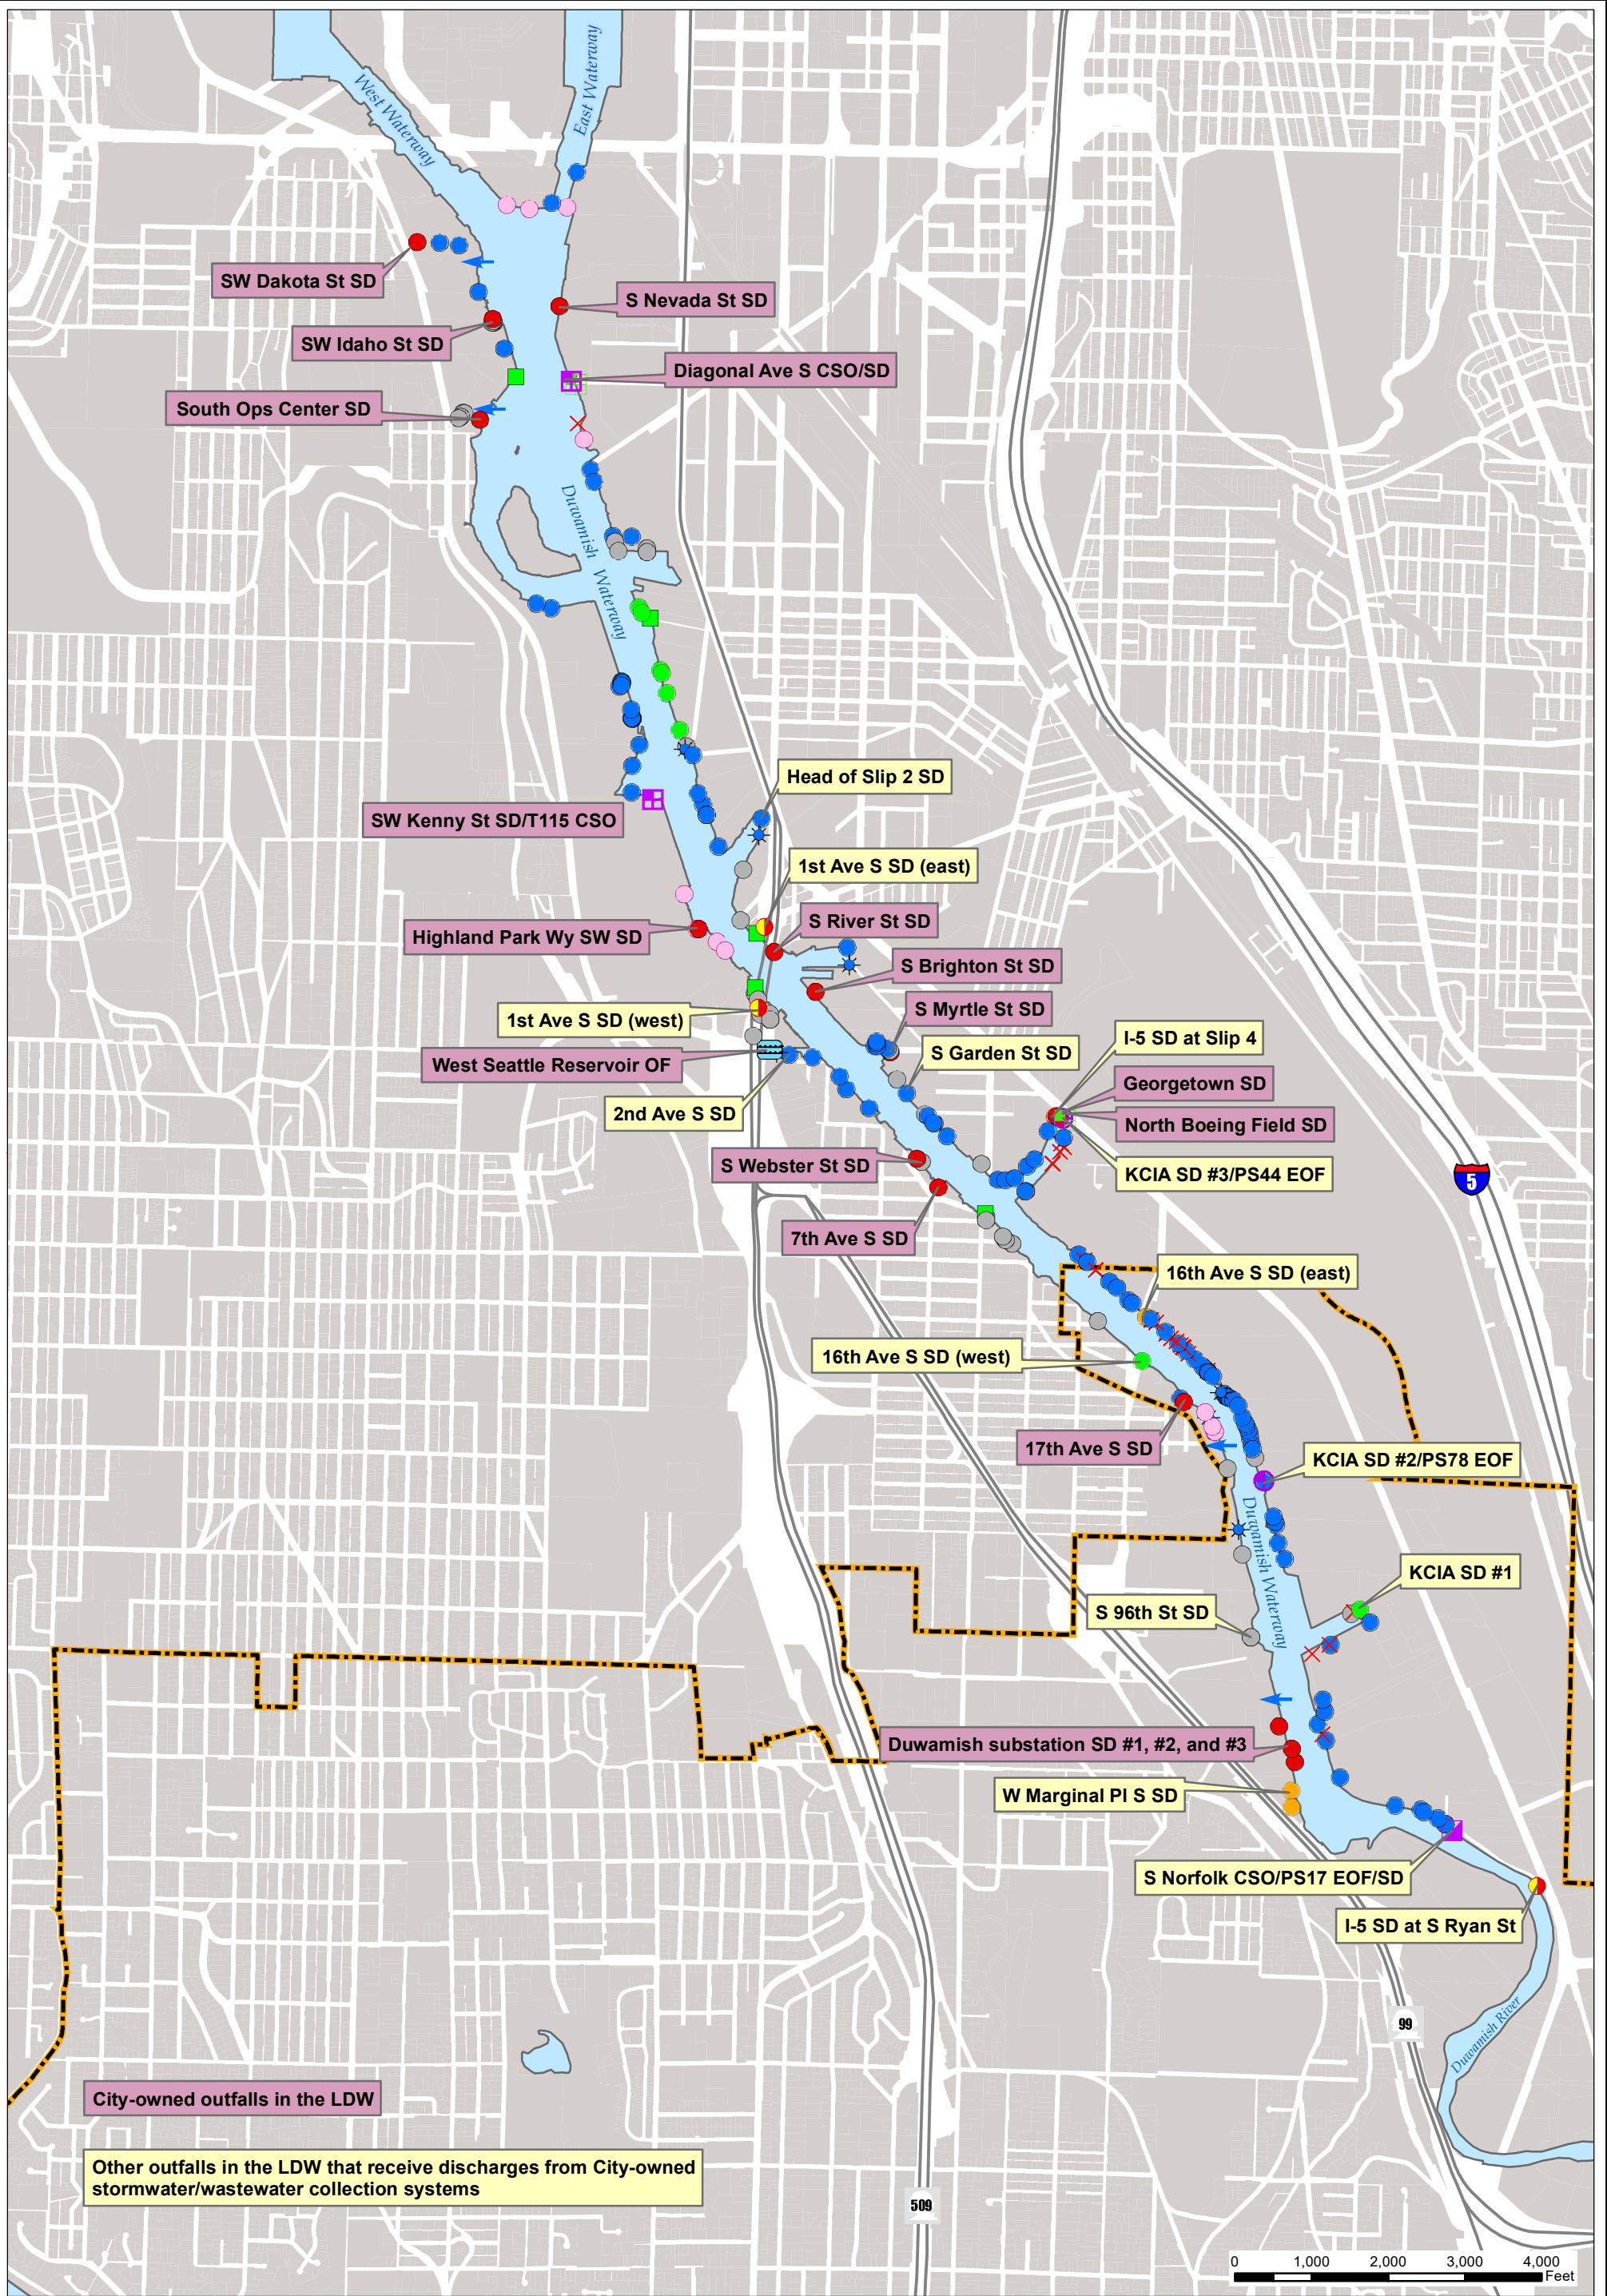 West Waterway
East Waterway
SW Dakota St SD
S Nevada St SD
SW Idaho St SD
Diagonal Ave S CSO/SD
South Ops Center SD
Duwamish Waterway
Head of Slip 2 SD
SW Kenny St SD/T115 CSO
1st Ave S SD (east)
S River St SD
Highland Park Wy SW SD
S Brighton St SD
S Myrtle St SD
1st Ave S SD (west)
I-5 SD at Slip 4
S Garden St SD
West Seattle Reservoir OF
Georgetown SD
2nd Ave S SD
North Boeing Field SD
S Webster St SD
KCIA SD #3/PS44 EOF
5
7th Ave S SD
16th Ave S SD (east)
16th Ave S SD (west)
17th Ave S SD
KCIA SD #2/PS78 EOF
Duwamish Waterway
KCIA SD #1
S 96th St SD
Duwamish substation SD #1, #2, and #3
W Marginal Pl S SD
S Norfolk CSO/PS17 EOF/SD
I-5 SD at S Ryan St
99
Duwamish River
City-owned outfalls in the LDW
Other outfalls in the LDW that receive discharges from City-owned
stormwater/wastewater collection systems
509
0 1,000 2,000 3,000 4,000
Feet